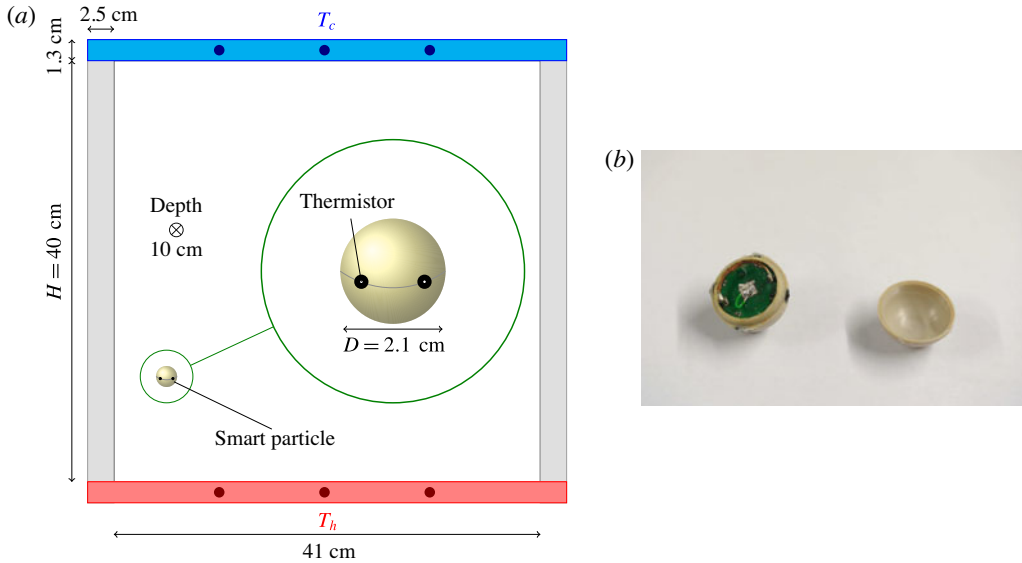 (a)
2.5 cm
T_c
1.3 cm
H = 40 cm
Depth
⊗
10 cm
Thermistor
D = 2.1 cm
Smart particle
T_h
41 cm
(b)